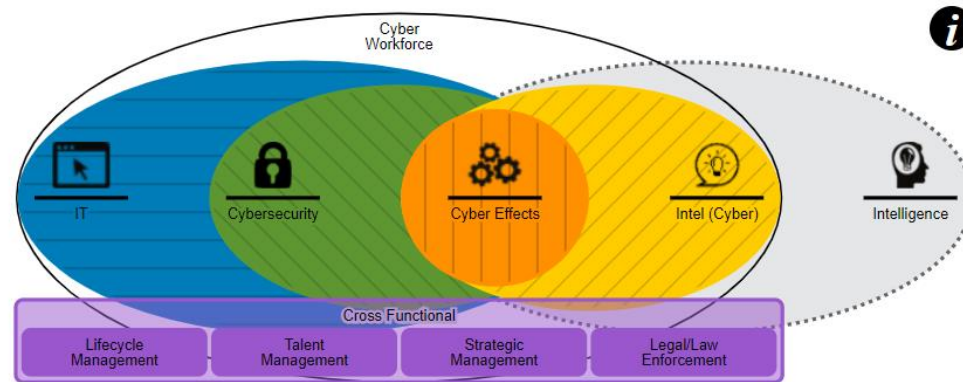 Cyber
Workforce
i
IT
Cybersecurity
Cyber Effects
Intel (Cyber)
Intelligence
Cross Functional
Lifecycle
Management
Talent
Management
Strategic
Management
Legal/Law
Enforcement